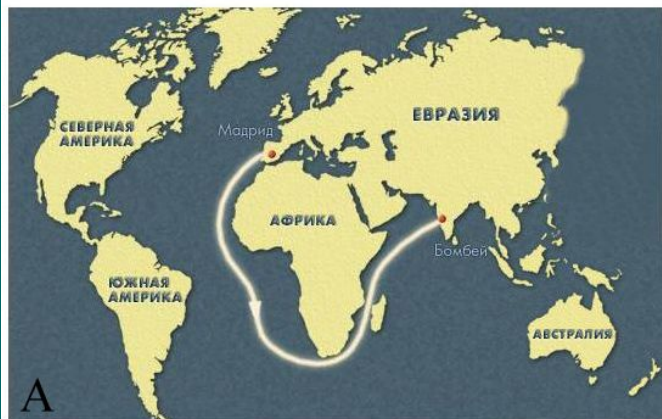 СЕВЕРНАЯ
АМЕРИКА
Мадрид
ЕВРАЗИЯ
АФРИКА
Бомбей
ЮЖНАЯ
АМЕРИКА
АВСТРАЛИЯ
А